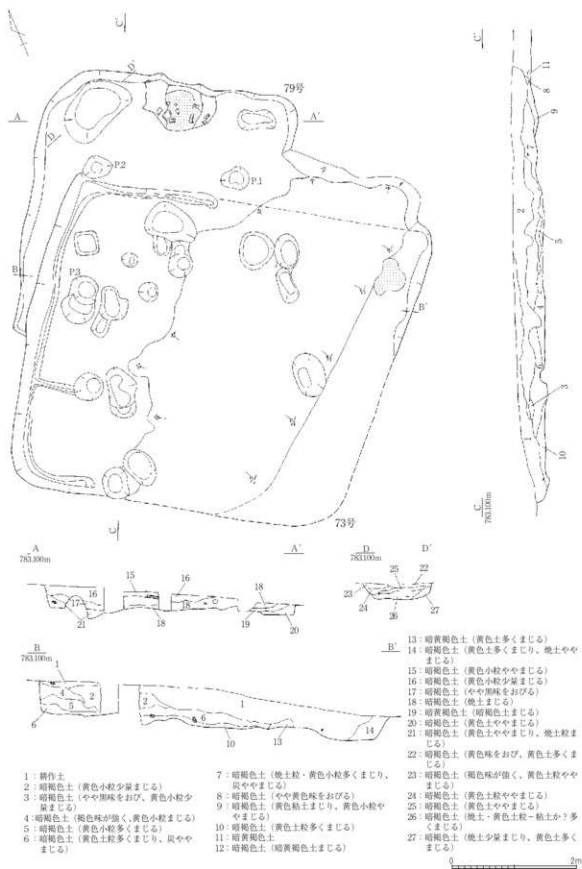 C'
C'
D'
79号
11
8
A
A'
9
D
1
7
P.2
P.1
2
5
B
P.3
B'
4
6
3
1
10
C
73号
C
783.100m
A
783.100m
A'
D
783.100m
D'
15
16
16
18
25
22
17
18
23
21
18
19
20
24
26
27
B
783.100m
B'
1
4
2
2
1
5
6
6
10
13
14
13：暗黄褐色土（黄色土多くまじる）
14：暗褐色土（黄色土多くまじり、焼土やや
まじる）
15：暗褐色土（黄色小粒ややまじる）
16：暗褐色土（黄色小粒少量まじる）
17：暗褐色土（やや黒味をおびる）
18：暗褐色土（焼土まじる）
19：暗黄褐色土（暗褐色土まじる）
20：暗褐色土（黄色土ややまじる）
21：暗褐色土（黄色土ややまじり、焼土粒ま
じる）
22：暗褐色土（黄色味をおび、黄色土多くま
じる）
23：暗褐色土（褐色味が強く、黄色土粒やや
まじる）
24：暗褐色土（黄色土粒ややまじる）
25：暗褐色土（黄色土ややまじる）
26：暗褐色土（焼土・黄色土粒－粘土か？多
くまじる）
27：暗褐色土（焼土少量まじり、黄色土多く
まじる）
1：耕作土
2：暗褐色土（黄色小粒少量まじる）
3：暗褐色土（やや黒味をおび、黄色小粒少
量まじる）
4：暗褐色土（褐色味が強く、黄色小粒まじる）
5：暗褐色土（黄色小粒多くまじる）
6：暗褐色土（黄色土粒多くまじり、炭やや
まじる）
7：暗褐色土（焼土粒・黄色小粒多くまじり、
炭ややまじる）
8：暗褐色土（やや黄色味をおびる）
9：暗褐色土（黄色粘土まじり、黄色小粒や
やまじる）
10：暗褐色土（黄色土粒多くまじる）
11：暗黄褐色土
12：暗褐色土（暗黄褐色土まじる）
0
2m